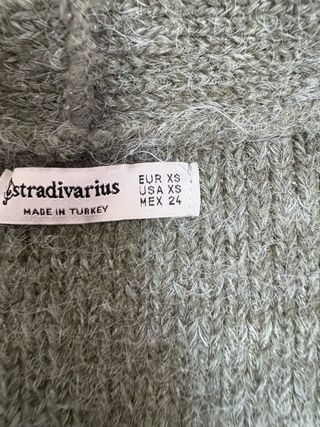 stradivarius
MADE IN TURKEY
EUR XS
USA XS
MEX 24